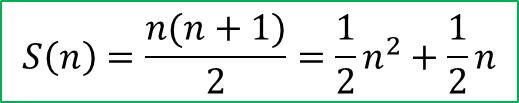 S(n) = n(n + 1)/2 = 1/2 n² + 1/2 n